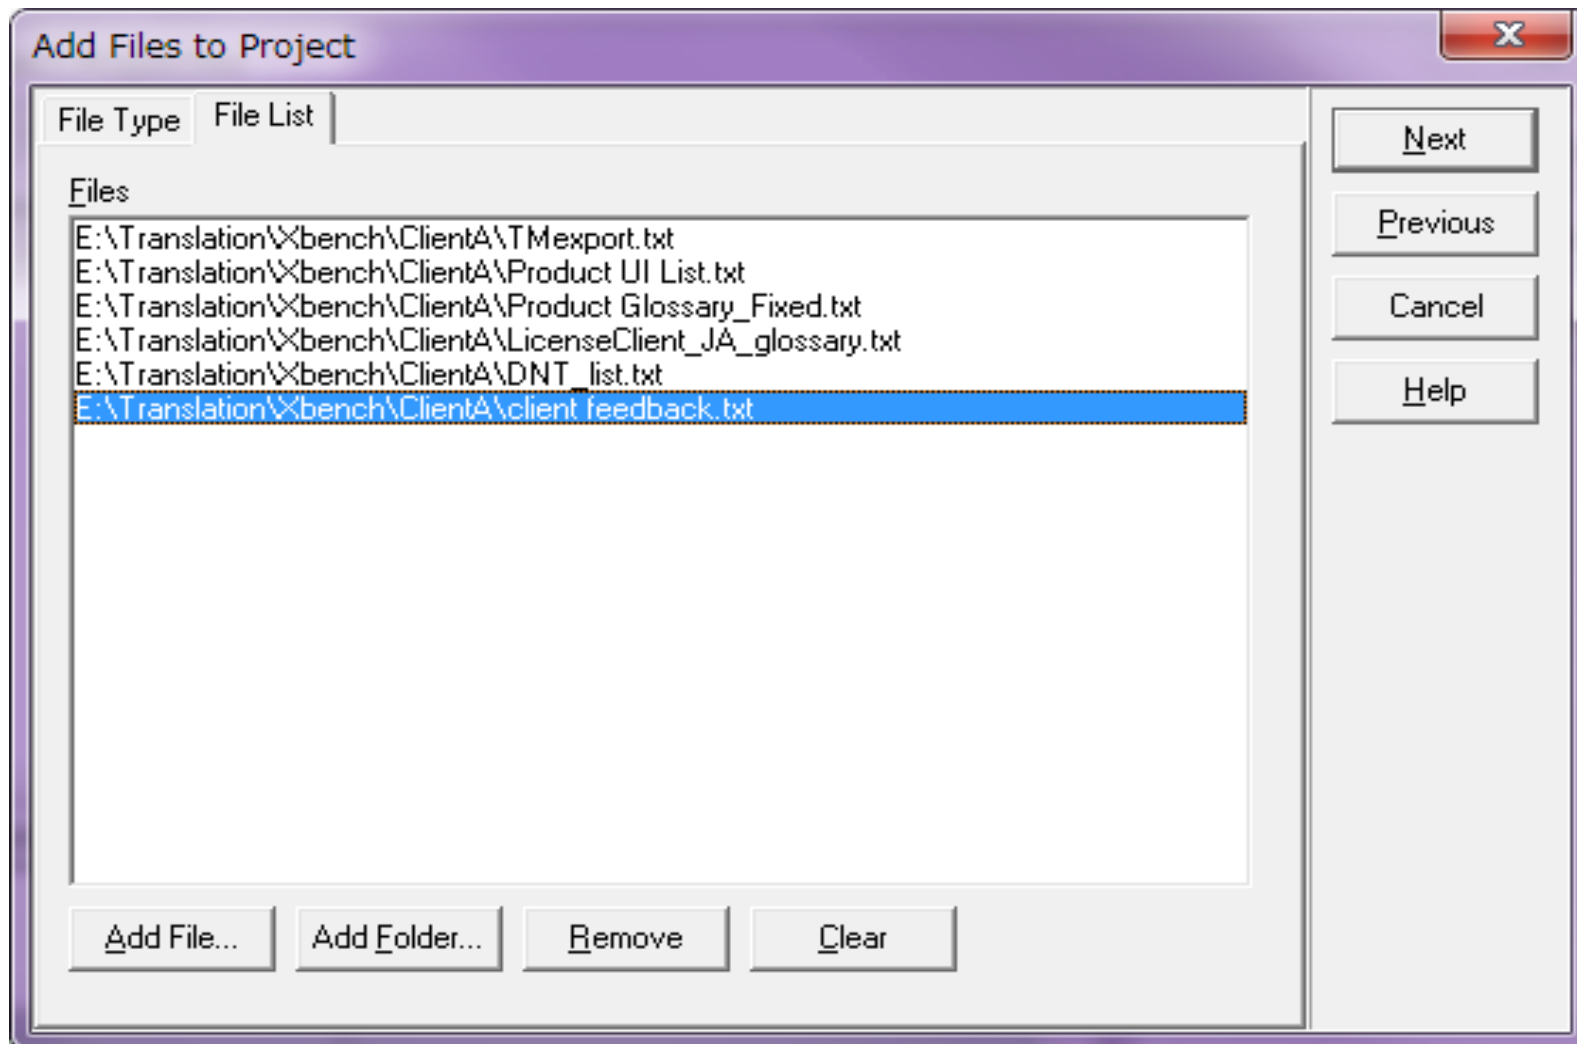 Add Files to Project
File Type
File List
Files
E:\Translation\Xbench\ClientA\TMexport.txt
E:\Translation\Xbench\ClientA\Product UI List.txt
E:\Translation\Xbench\ClientA\Product Glossary_Fixed.txt
E:\Translation\Xbench\ClientA\LicenseClient_JA_glossary.txt
E:\Translation\Xbench\ClientA\DNT_list.txt
E:\Translation\Xbench\ClientA\client feedback.txt
Add File...
Add Folder...
Remove
Clear
Next
Previous
Cancel
Help